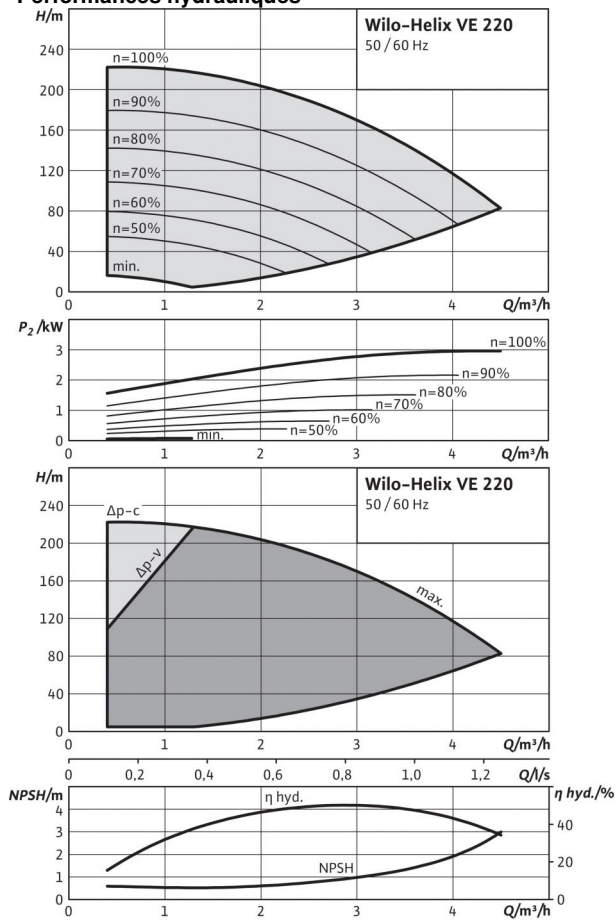 Performances hydrauliques
H/m
Wilo-Helix VE 220
50 / 60 Hz
240
n=100%
200
n=90%
160
n=80%
120
n=70%
80
n=60%
n=50%
40
min.
0
0 1 2 3 4 Q/m³/h
P₂ /kW
3
n=100%
2
n=90%
n=80%
1
n=70%
n=60%
n=50%
min.
0
0 1 2 3 4 Q/m³/h
H/m
Wilo-Helix VE 220
50 / 60 Hz
240
Δp-c
200
Δp-v
160
max.
120
80
40
0
0 1 2 3 4 Q/m³/h
0 0,2 0,4 0,6 0,8 1,0 1,2 Q/l/s
NPSH/m
η hyd./%
η hyd.
4
40
3
2
20
NPSH
1
0
0
0 1 2 3 4 Q/m³/h